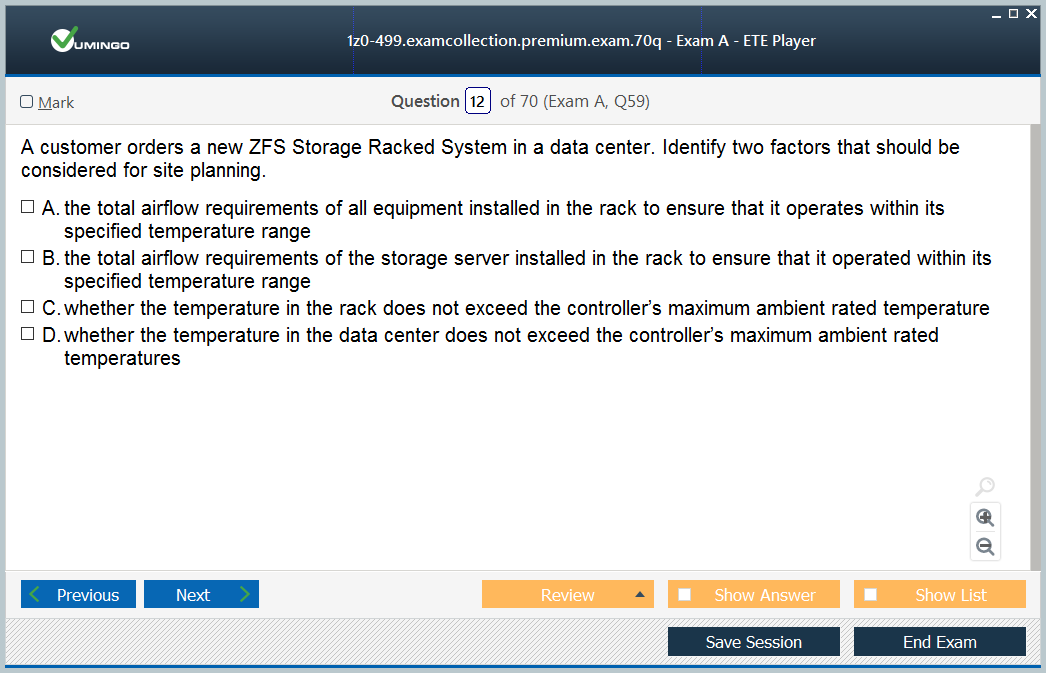 VUMINGO
1z0-499.examcollection.premium.exam.70q - Exam A - ETE Player
Mark
Question 12 of 70 (Exam A, Q59)
A customer orders a new ZFS Storage Racked System in a data center. Identify two factors that should be
considered for site planning.
A. the total airflow requirements of all equipment installed in the rack to ensure that it operates within its
specified temperature range
B. the total airflow requirements of the storage server installed in the rack to ensure that it operated within its
specified temperature range
C. whether the temperature in the rack does not exceed the controller’s maximum ambient rated temperature
D. whether the temperature in the data center does not exceed the controller’s maximum ambient rated
temperatures
Previous
Next
Review
Show Answer
Show List
Save Session
End Exam